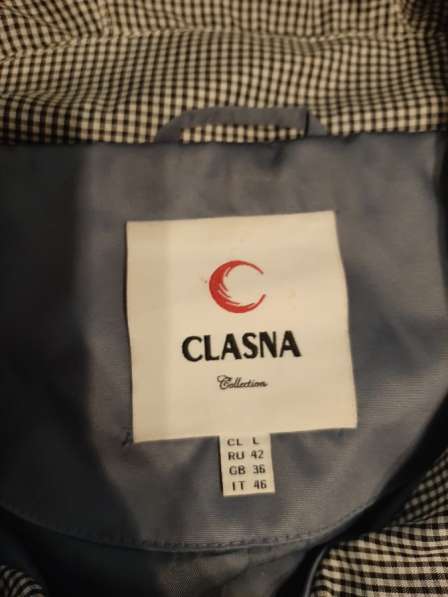 CLASNA
Collection
CL L
RU 42
GB 36
IT 46